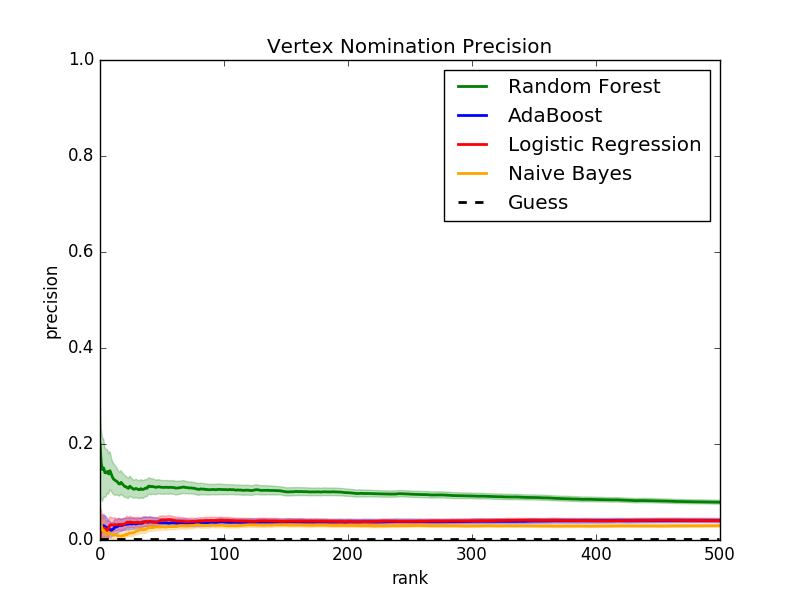 Vertex Nomination Precision
1.0
0.8
0.6
0.4
0.2
0.0
precision
Random Forest
AdaBoost
Logistic Regression
Naive Bayes
Guess
0 100 200 300 400 500
rank